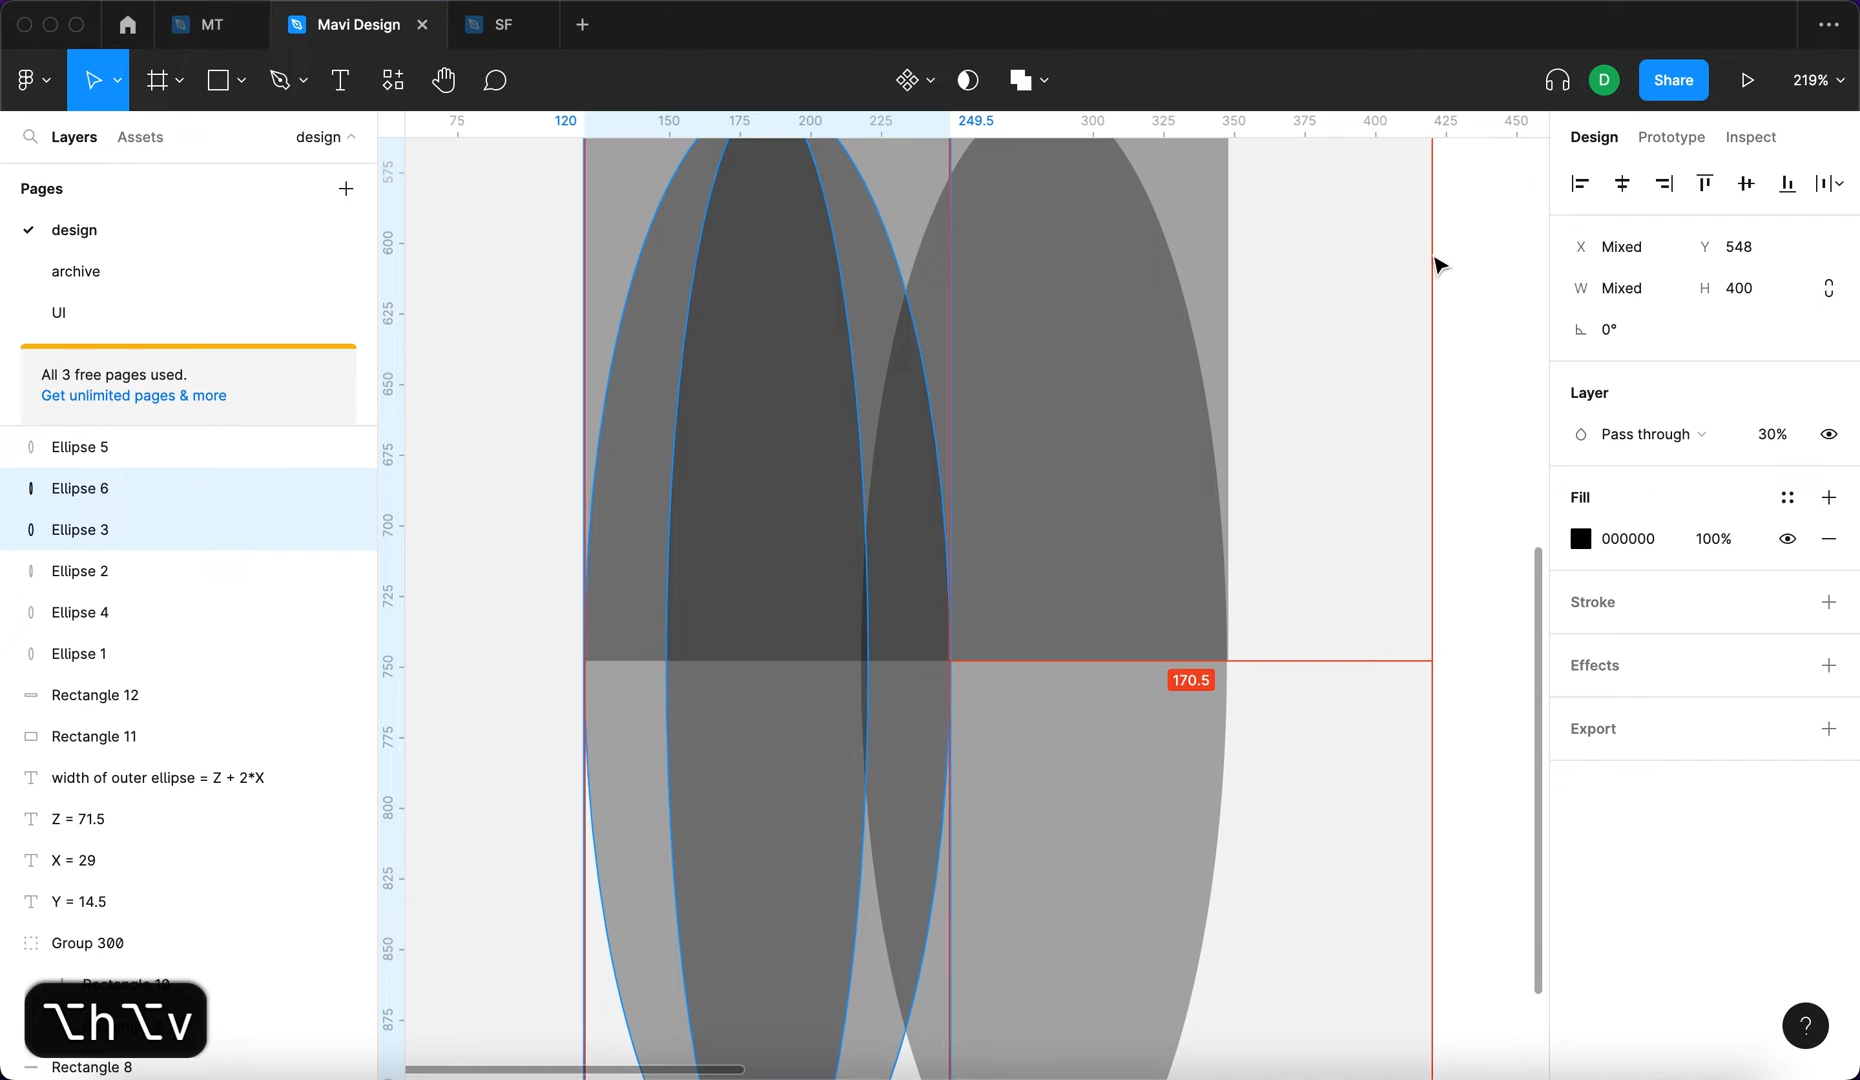 MT
Mavi Design
SF
Share
219%
Layers
Assets
design
Pages
design
archive
UI
All 3 free pages used.
Get unlimited pages & more
Ellipse 5
Ellipse 6
Ellipse 3
Ellipse 2
Ellipse 4
Ellipse 1
Rectangle 12
Rectangle 11
width of outer ellipse = Z + 2*X
Z = 71.5
X = 29
Y = 14.5
Group 300
Rectangle 10
Rectangle 8
⌥h⌥v
75 120 150 175 200 225 249.5 300 325 350 375 400 425 450
575
600
625
650
675
700
725
750
775
800
825
850
875
170.5
Design
Prototype
Inspect
X Mixed Y 548
W Mixed H 400
0°
Layer
Pass through 30%
Fill
000000 100%
Stroke
Effects
Export
D
?